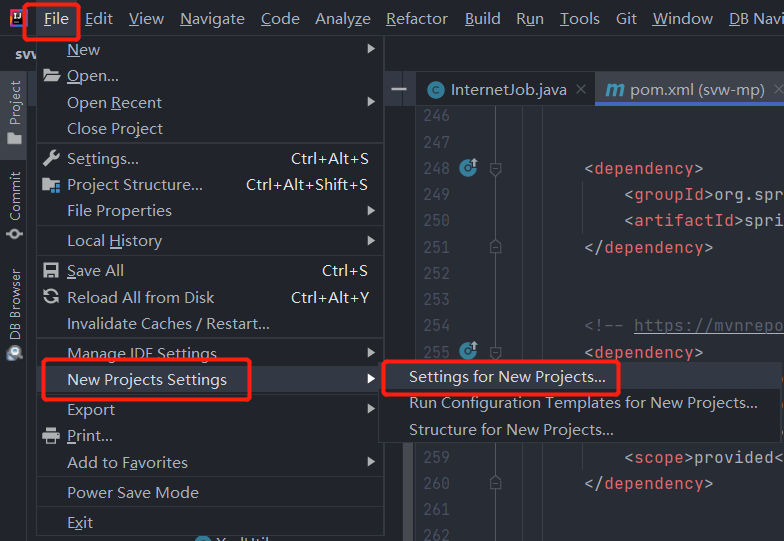 File Edit View Navigate Code Analyze Refactor Build Run Tools Git Window DB Navi
svw
New
Open...
Open Recent
Close Project
Settings... Ctrl+Alt+S
Project Structure... Ctrl+Alt+Shift+S
File Properties
Local History
Save All Ctrl+S
Reload All from Disk Ctrl+Alt+Y
Invalidate Caches / Restart...
Manage IDE Settings
New Projects Settings
Export
Print...
Add to Favorites
Power Save Mode
Exit
Settings for New Projects...
Run Configuration Templates for New Projects...
Structure for New Projects...
Project
Commit
DB Browser
InternetJob.java
pom.xml (svw-mp)
246
247
248 <dependency>
249 <groupId>org.spr
250 <artifactId>spri
251 </dependency>
252
253
254 <!-- https://mvnrepo
255 <dependency>
259 <scope>provided<
260 </dependency>
261
262